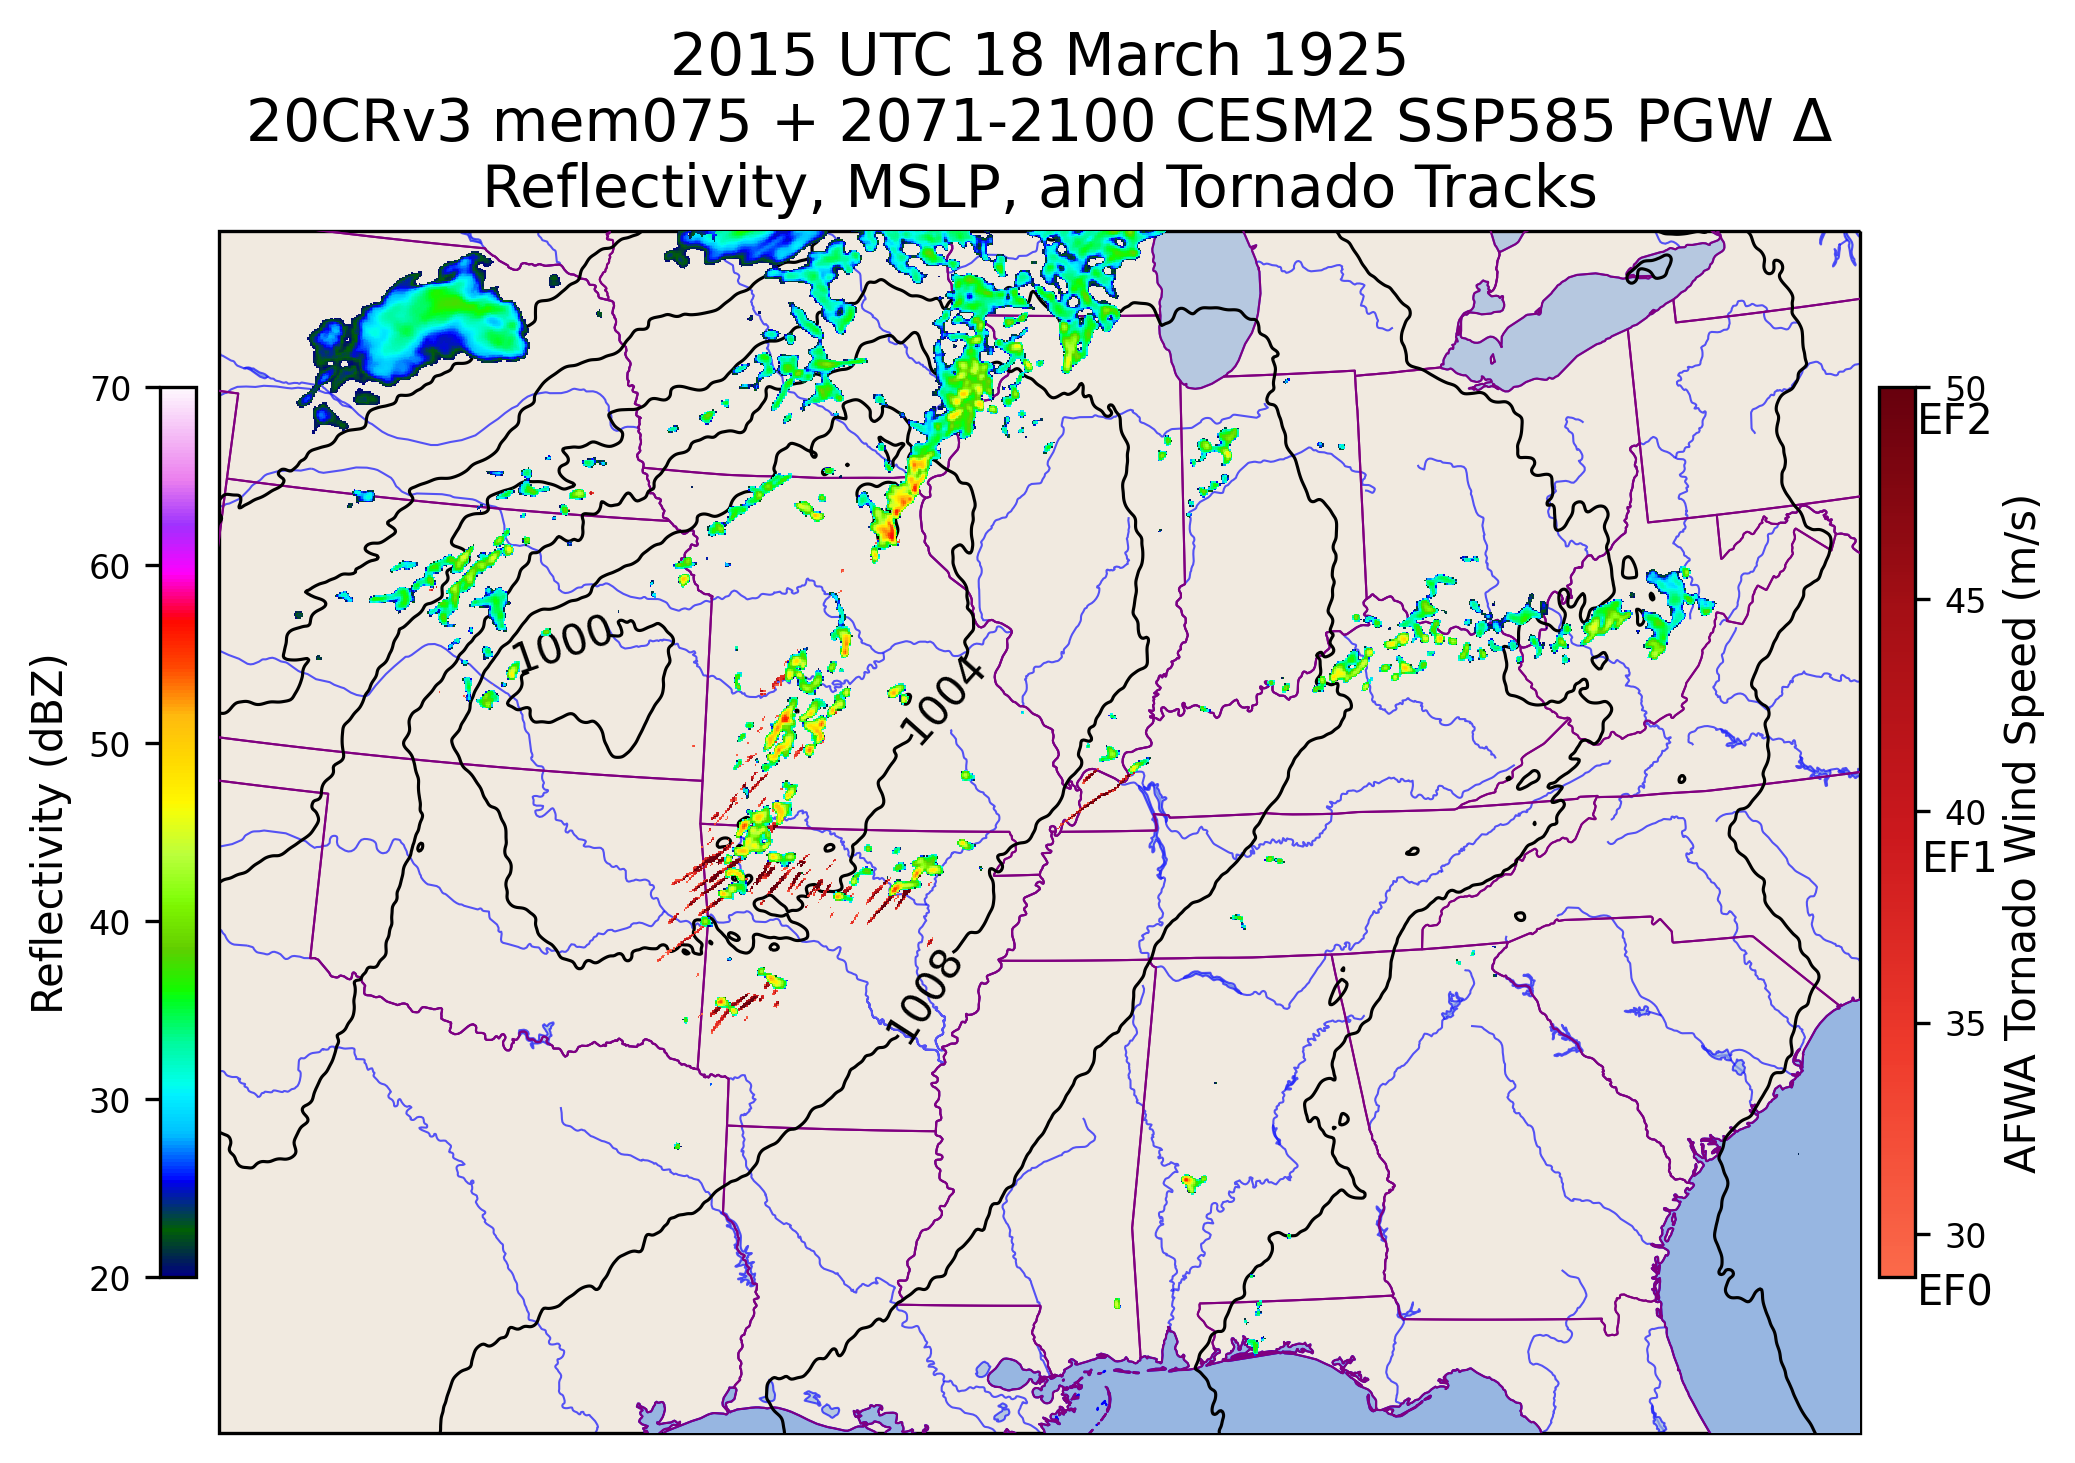 2015 UTC 18 March 1925
20CRv3 mem075 + 2071-2100 CESM2 SSP585 PGW Δ
Reflectivity, MSLP, and Tornado Tracks
Reflectivity (dBZ)
70
60
50
40
30
20
1000
1004
1008
50
EF2
45
40
EF1
35
30
EF0
AFWA Tornado Wind Speed (m/s)